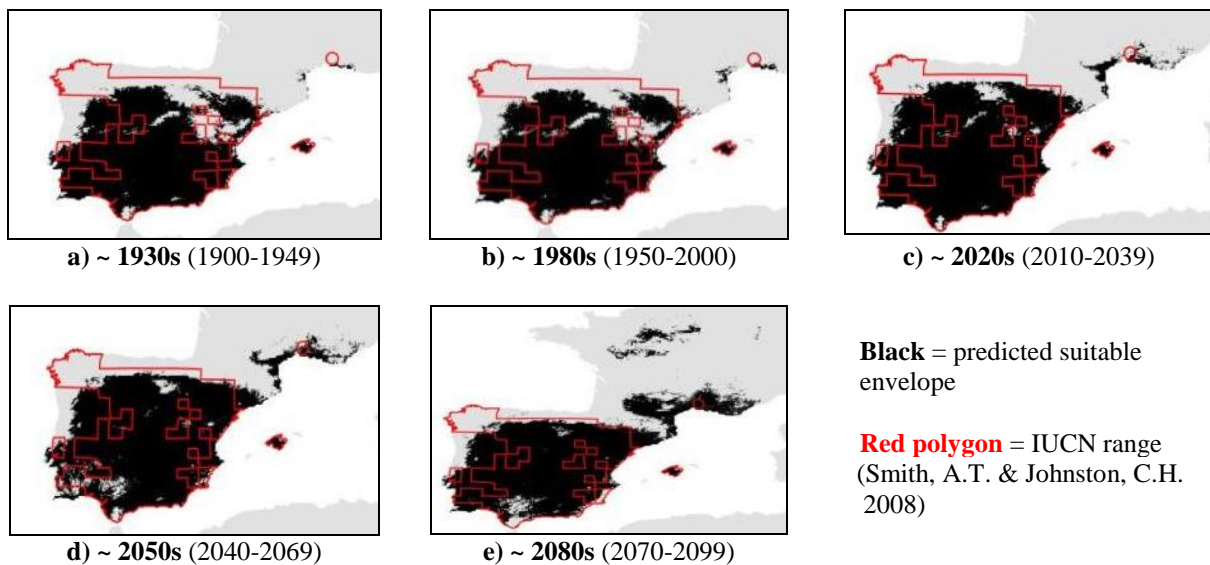 a) ~ 1930s (1900-1949)
b) ~ 1980s (1950-2000)
c) ~ 2020s (2010-2039)
Black = predicted suitable
envelope
Red polygon = IUCN range
(Smith, A.T. & Johnston, C.H.
2008)
d) ~ 2050s (2040-2069)
e) ~ 2080s (2070-2099)